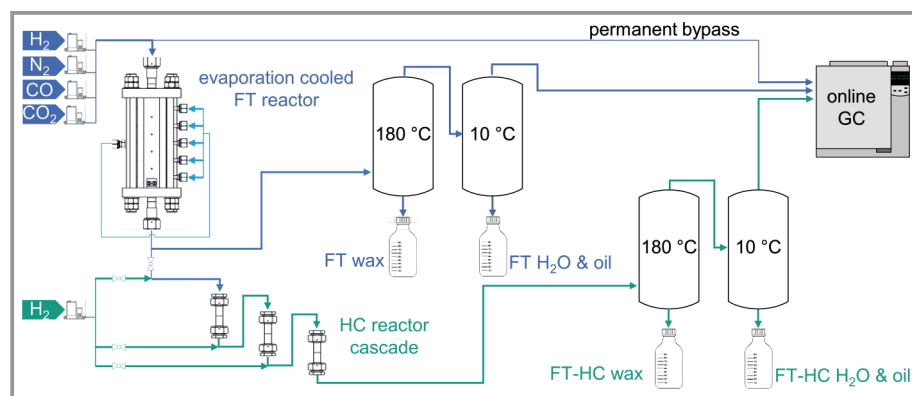 H₂
N₂
CO
CO₂
evaporation cooled
FT reactor
permanent bypass
online
GC
180 °C
10 °C
FT wax
FT H₂O & oil
H₂
HC reactor
cascade
180 °C
10 °C
FT-HC wax
FT-HC H₂O & oil